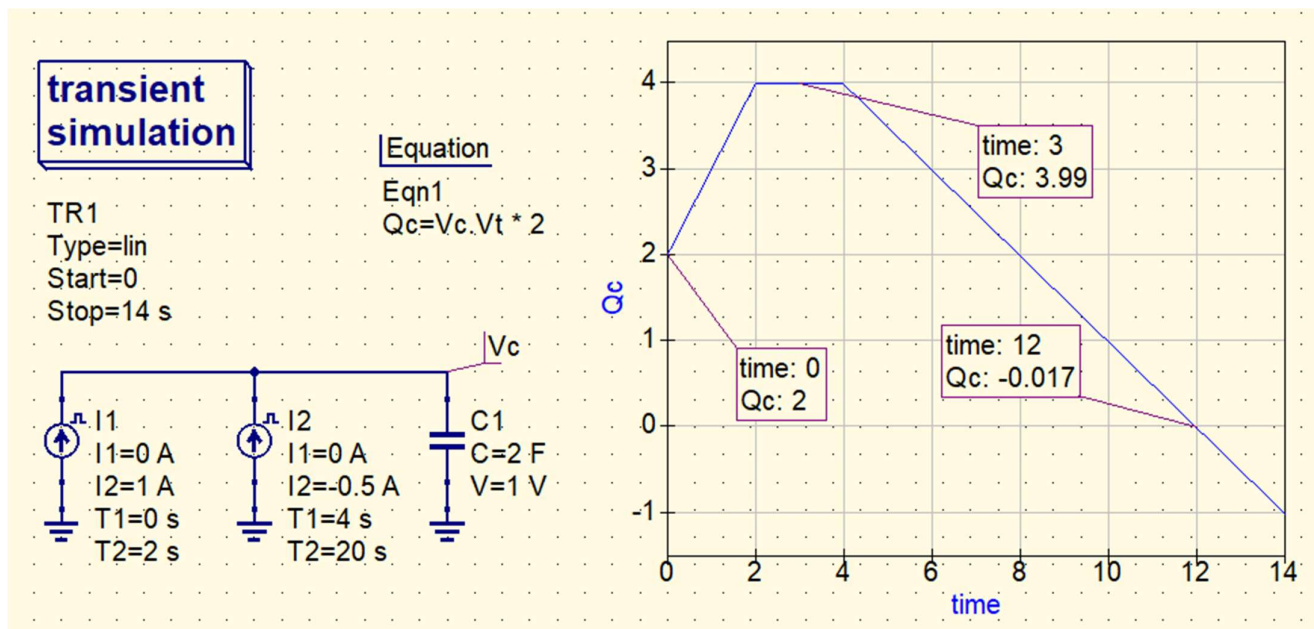 transient
simulation
TR1
Type=lin
Start=0
Stop=14 s
Equation
Eqn1
Qc=Vc.Vt * 2
Vc
I1
I1=0 A
I2=1 A
T1=0 s
T2=2 s
I2
I1=0 A
I2=-0.5 A
T1=4 s
T2=20 s
C1
C=2 F
V=1 V
Qc
4
3
2
1
0
-1
time: 3
Qc: 3.99
time: 0
Qc: 2
time: 12
Qc: -0.017
0 2 4 6 8 10 12 14
time